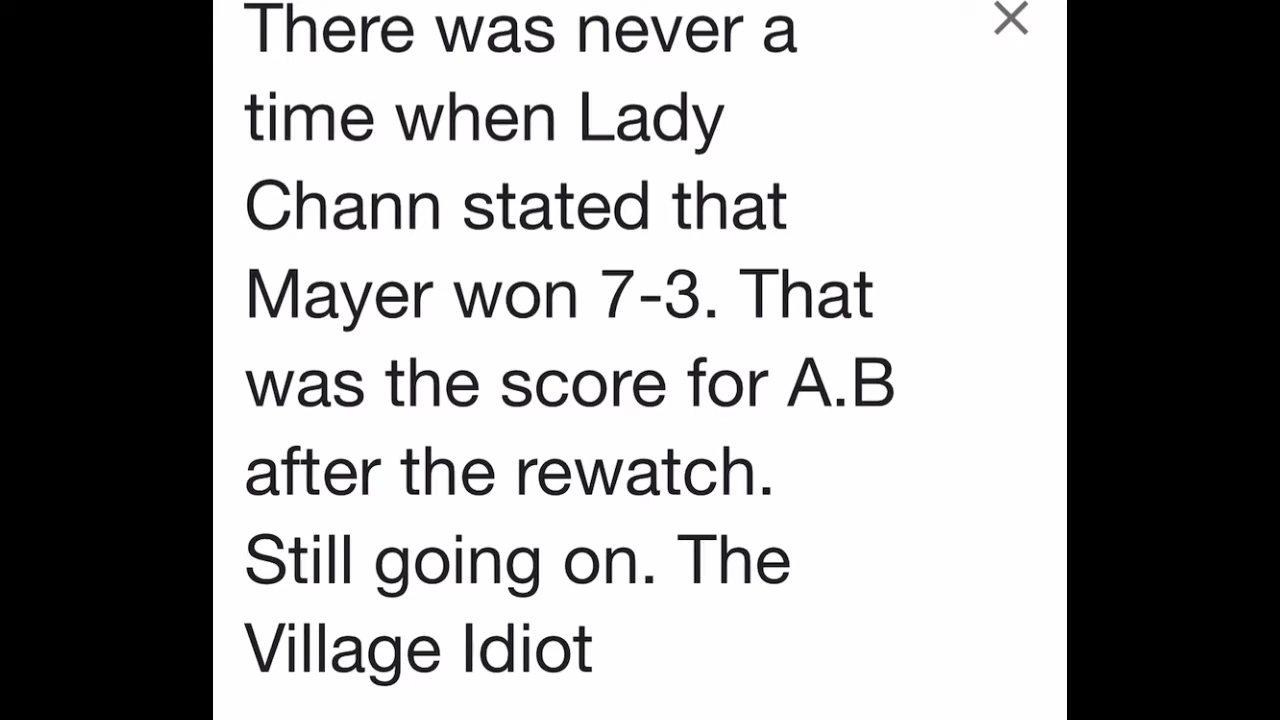 There was never a
time when Lady
Chann stated that
Mayer won 7-3. That
was the score for A.B
after the rewatch.
Still going on. The
Village Idiot